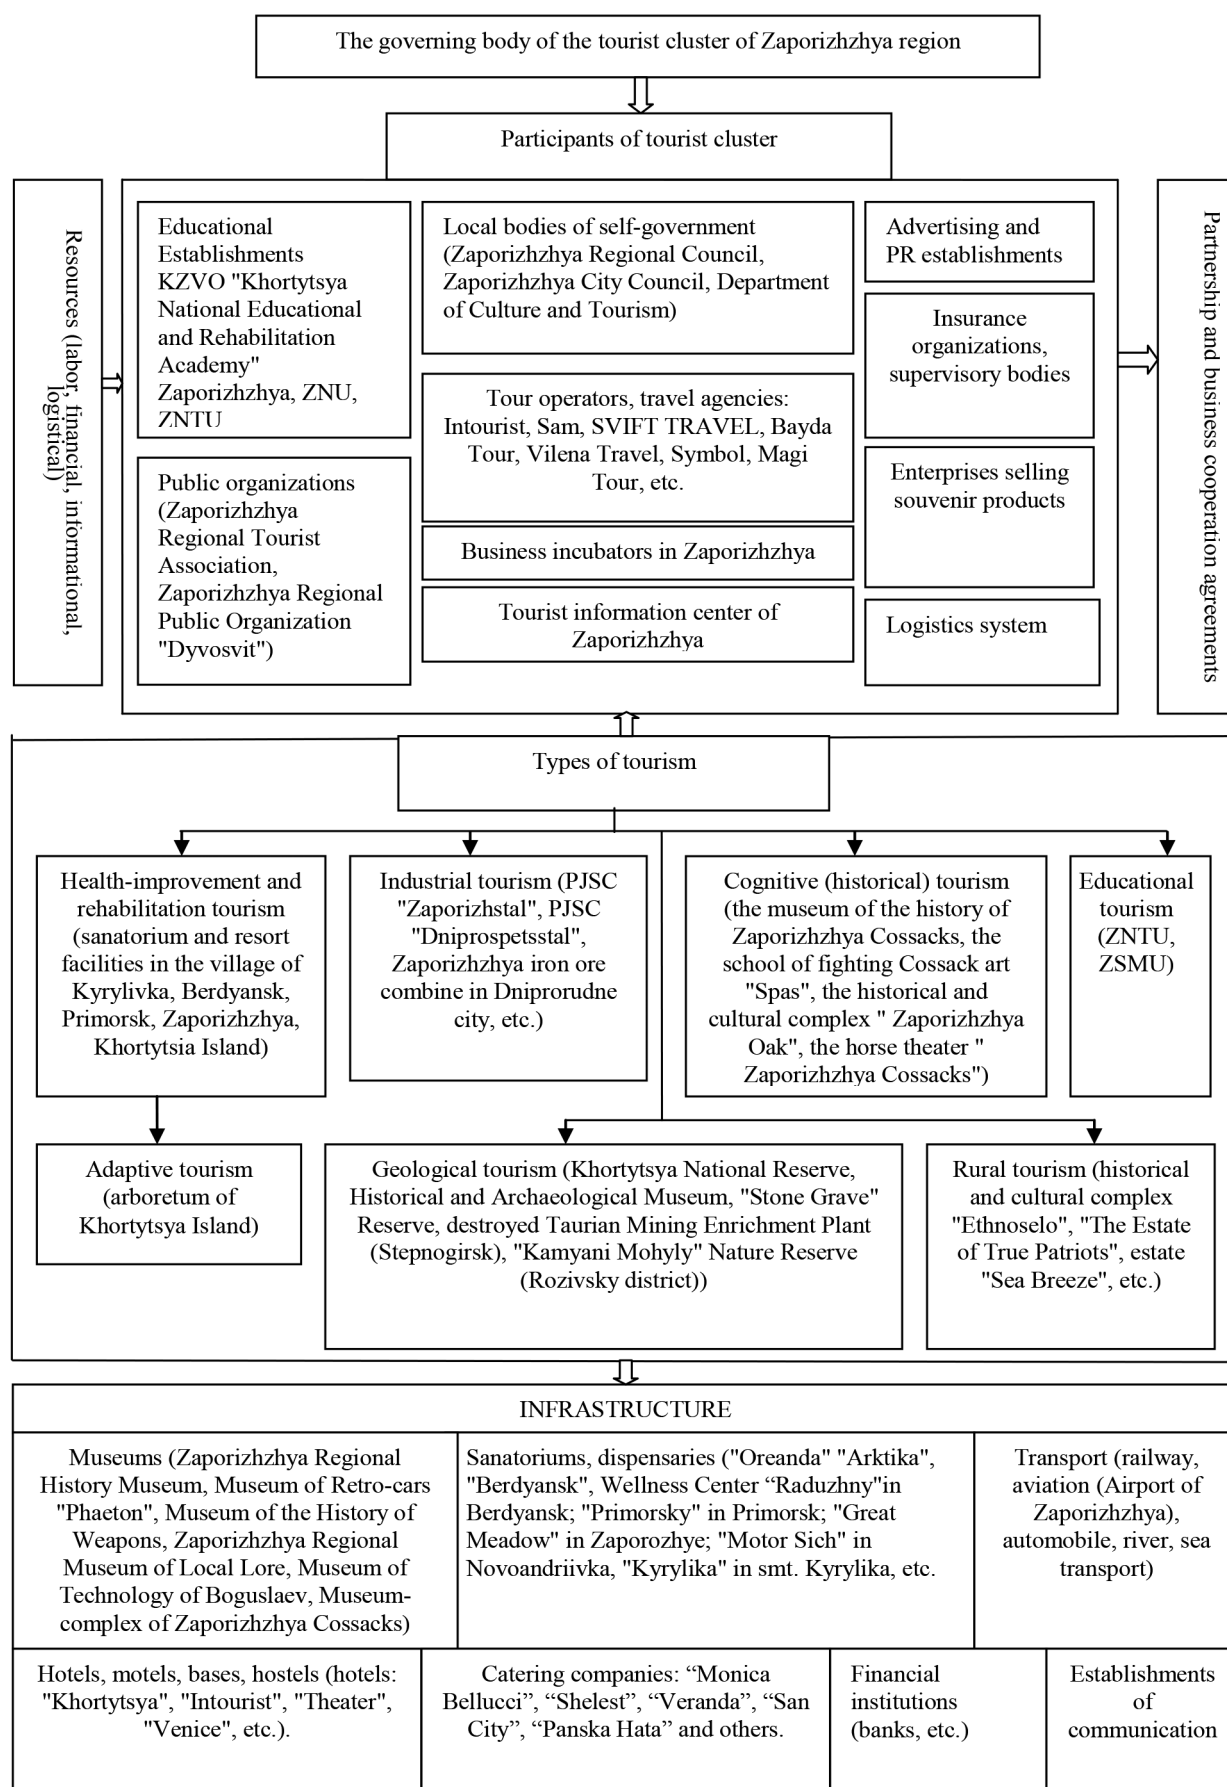 The governing body of the tourist cluster of Zaporizhzhya region
Participants of tourist cluster
Resources (labor, financial, informational,
logistical)
Educational
Establishments
KZVO "Khortytsya
National Educational
and Rehabilitation
Academy"
Zaporizhzhya, ZNU,
ZNTU
Public organizations
(Zaporizhzhya
Regional Tourist
Association,
Zaporizhzhya Regional
Public Organization
"Dyvosvit")
Local bodies of self-government
(Zaporizhzhya Regional Council,
Zaporizhzhya City Council, Department
of Culture and Tourism)
Tour operators, travel agencies:
Intourist, Sam, SVIFT TRAVEL, Bayda
Tour, Vilena Travel, Symbol, Magi
Tour, etc.
Business incubators in Zaporizhzhya
Tourist information center of
Zaporizhzhya
Advertising and
PR establishments
Insurance
organizations,
supervisory bodies
Enterprises selling
souvenir products
Logistics system
Partnership and business cooperation agreements
Types of tourism
Health-improvement and
rehabilitation tourism
(sanatorium and resort
facilities in the village of
Kyrylivka, Berdyansk,
Primorsk, Zaporizhzhya,
Khortytsia Island)
Industrial tourism (PJSC
"Zaporizhstal", PJSC
"Dniprospetsstal",
Zaporizhzhya iron ore
combine in Dniprorudne
city, etc.)
Cognitive (historical) tourism
(the museum of the history of
Zaporizhzhya Cossacks, the
school of fighting Cossack art
"Spas", the historical and
cultural complex " Zaporizhzhya
Oak", the horse theater "
Zaporizhzhya Cossacks")
Educational
tourism
(ZNTU,
ZSMU)
Adaptive tourism
(arboretum of
Khortytsya Island)
Geological tourism (Khortytsya National Reserve,
Historical and Archaeological Museum, "Stone Grave"
Reserve, destroyed Taurian Mining Enrichment Plant
(Stepnogirsk), "Kamyani Mohyly" Nature Reserve
(Rozivsky district))
Rural tourism (historical
and cultural complex
"Ethnoselo", "The Estate
of True Patriots", estate
"Sea Breeze", etc.)
INFRASTRUCTURE
Museums (Zaporizhzhya Regional
History Museum, Museum of Retro-cars
"Phaeton", Museum of the History of
Weapons, Zaporizhzhya Regional
Museum of Local Lore, Museum of
Technology of Boguslaev, Museum-
complex of Zaporizhzhya Cossacks)
Sanatoriums, dispensaries ("Oreanda" "Arktika",
"Berdyansk", Wellness Center “Raduzhny"in
Berdyansk; "Primorsky" in Primorsk; "Great
Meadow" in Zaporozhye; "Motor Sich" in
Novoandriivka, "Kyrylika" in smt. Kyrylika, etc.
Transport (railway,
aviation (Airport of
Zaporizhzhya),
automobile, river, sea
transport)
Hotels, motels, bases, hostels (hotels:
"Khortytsya", "Intourist", "Theater",
"Venice", etc.).
Catering companies: “Monica
Bellucci”, “Shelest”, “Veranda”, “San
City”, “Panska Hata” and others.
Financial
institutions
(banks, etc.)
Establishments
of
communication